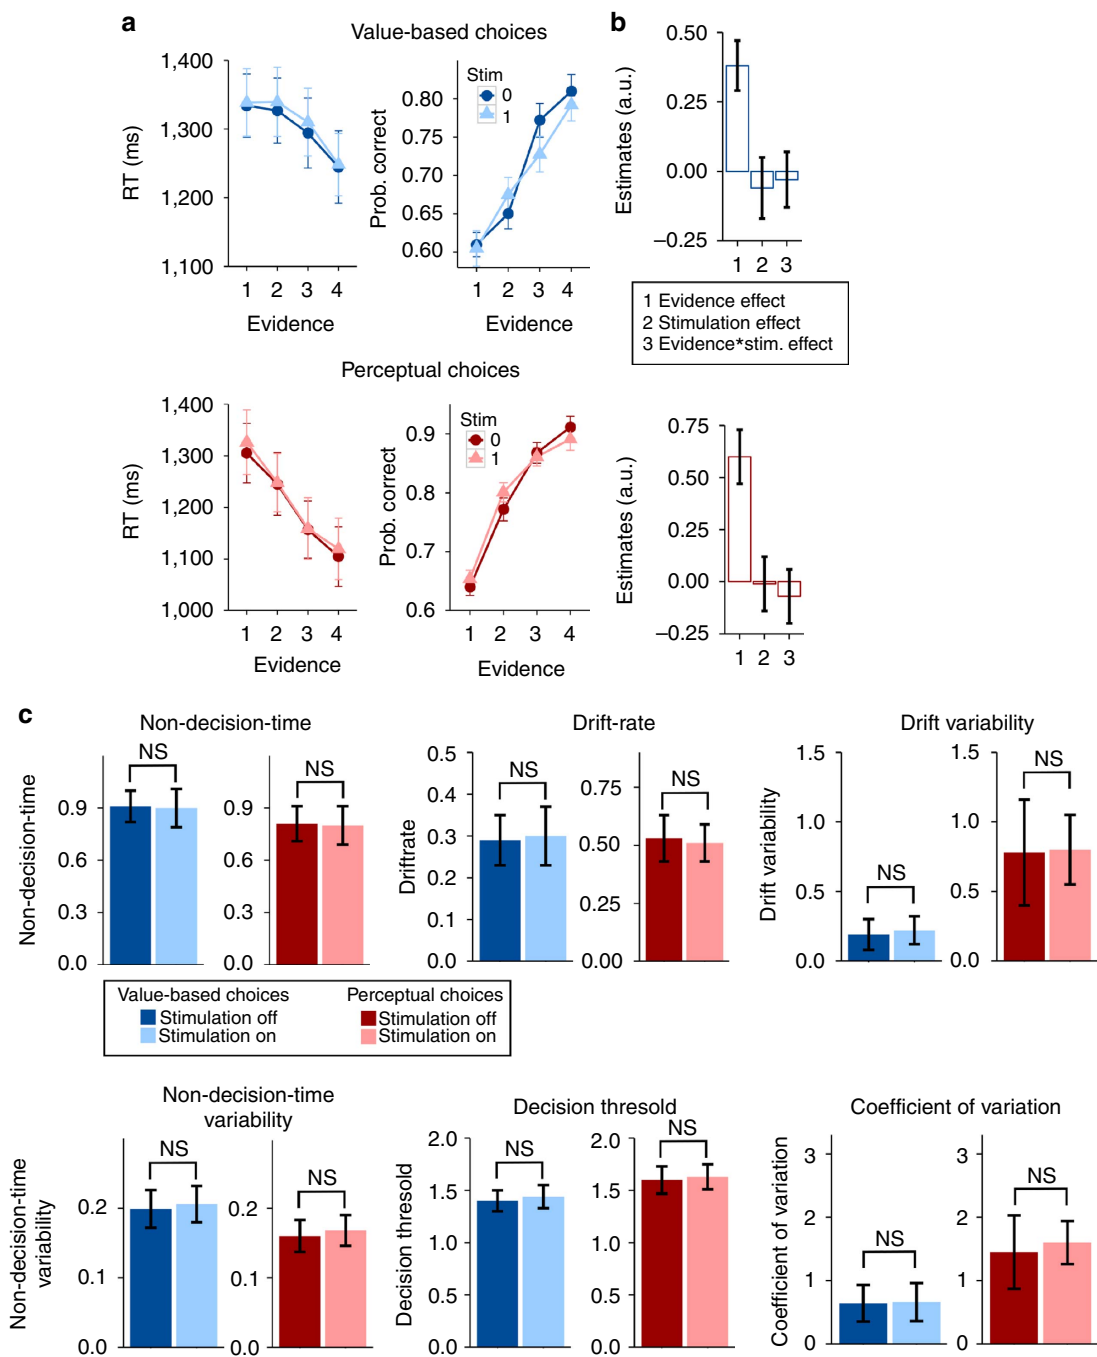 a
Value-based choices
b
RT (ms)
1,400
1,300
1,200
1,100
1 2 3 4
Evidence
Prob. correct
0.80
0.75
0.70
0.65
0.60
Stim
0
1
1 2 3 4
Evidence
Estimates (a.u.)
0.50
0.25
0.00
−0.25
1 2 3
1 Evidence effect
2 Stimulation effect
3 Evidence*stim. effect
Perceptual choices
RT (ms)
1,400
1,300
1,200
1,100
1,000
1 2 3 4
Evidence
Prob. correct
0.9
0.8
0.7
0.6
Stim
0
1
1 2 3 4
Evidence
Estimates (a.u.)
0.75
0.50
0.25
0.00
−0.25
1 2 3
c
Non-decision-time
Non-decision-time
0.9
0.6
0.3
0.0
NS
0.9
0.6
0.3
0.0
NS
Drift-rate
Driftrate
0.5
0.4
0.3
0.2
0.1
0.0
NS
0.75
0.50
0.25
0.00
NS
Drift variability
Drift variability
1.5
1.0
0.5
0.0
NS
1.5
1.0
0.5
0.0
NS
Value-based choices
Stimulation off
Stimulation on
Perceptual choices
Stimulation off
Stimulation on
Non-decision-time
variability
Non-decision-time
variability
0.2
0.1
0.0
NS
0.2
0.1
0.0
NS
Decision thresold
Decision thresold
2.0
1.5
1.0
0.5
0.0
NS
2.0
1.5
1.0
0.5
0.0
NS
Coefficient of variation
Coefficient of variation
3
2
1
0
NS
3
2
1
0
NS